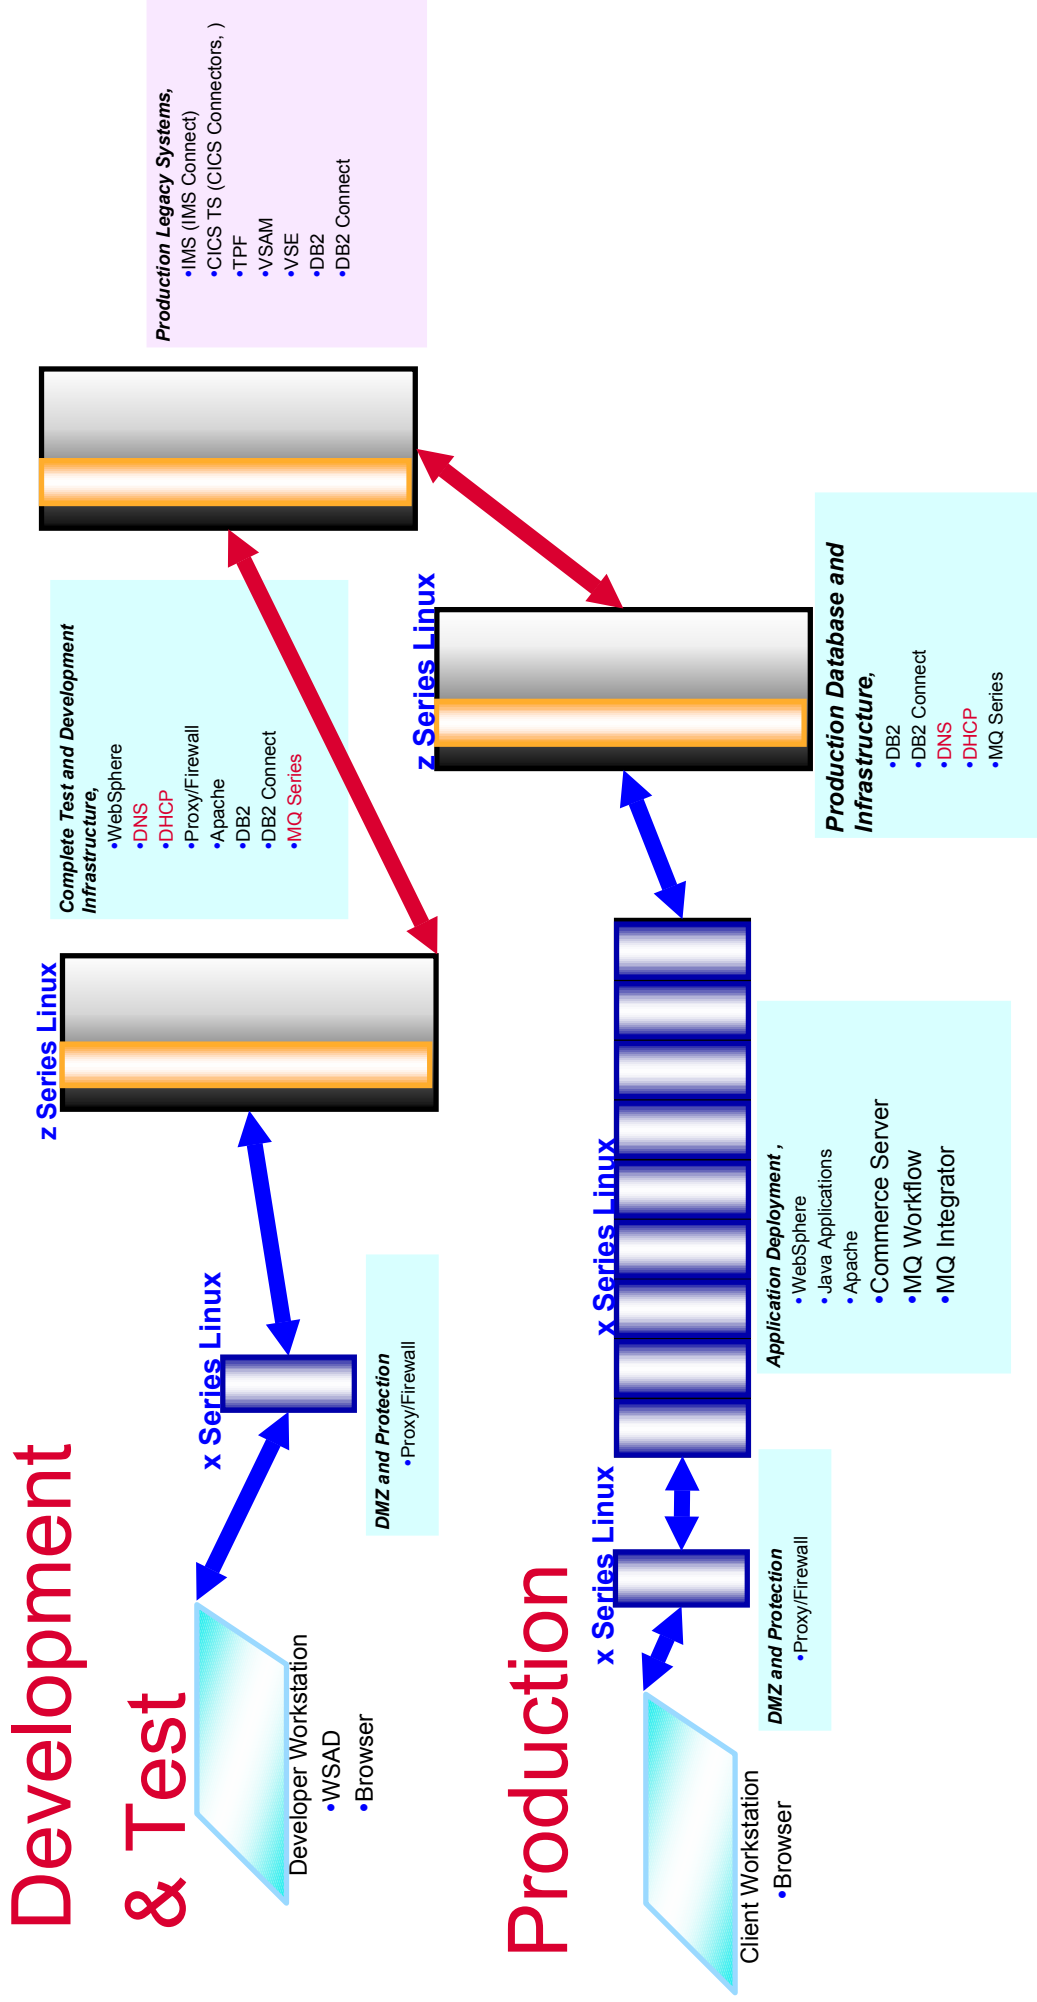 Development
& Test
Developer Workstation
•WSAD
•Browser
x Series Linux
DMZ and Protection
•Proxy/Firewall
z Series Linux
Complete Test and Development
Infrastructure,
•WebSphere
•DNS
•DHCP
•Proxy/Firewall
•Apache
•DB2
•DB2 Connect
•MQ Series
Production Legacy Systems,
•IMS (IMS Connect)
•CICS TS (CICS Connectors, )
•TPF
•VSAM
•VSE
•DB2
•DB2 Connect
Production
Client Workstation
•Browser
x Series Linux
DMZ and Protection
•Proxy/Firewall
x Series Linux
Application Deployment ,
• WebSphere
• Java Applications
• Apache
•Commerce Server
•MQ Workflow
•MQ Integrator
z Series Linux
Production Database and
Infrastructure,
•DB2
•DB2 Connect
•DNS
•DHCP
•MQ Series